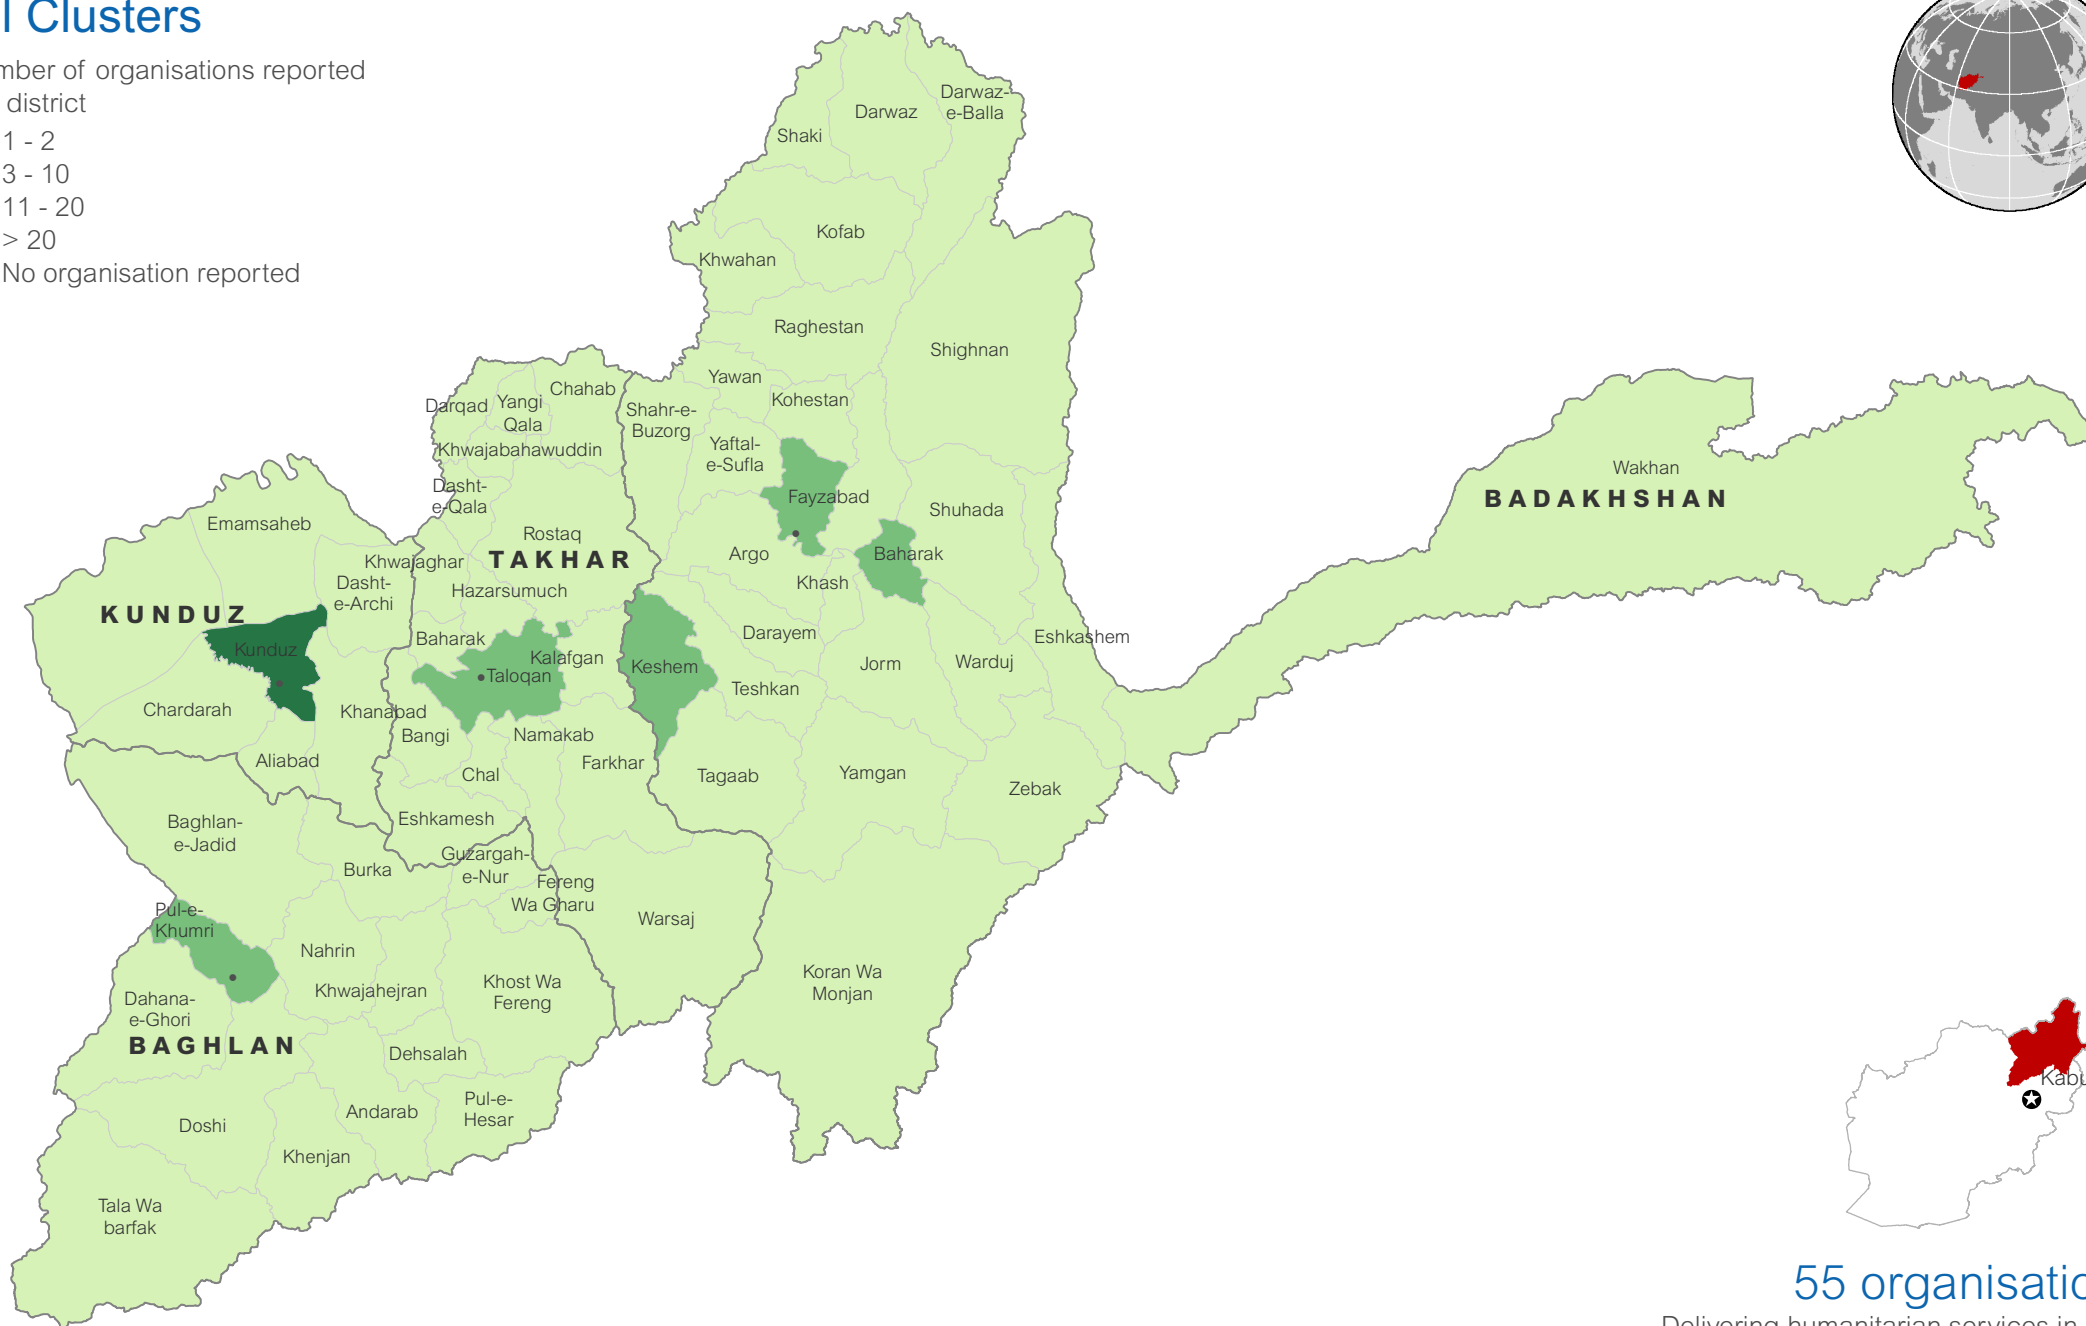 l Clusters
mber of organisations reported
district
1 - 2
3 - 10
11 - 20
> 20
No organisation reported
Darwaz-
e-Balla
Darwaz
Shaki
Kofab
Khwahan
Raghestan
Shighnan
Yawan
Kohestan
Chahab
Darqad
Yangi
Qala
Shahr-e-
Buzorg
Khwajabahawuddin
Yaftal-
e-Sufla
Wakhan
BADAKHSHAN
Dasht-
e-Qala
Fayzabad
Shuhada
Emamsaheb
Rostaq
TAKHAR
Argo
Baharak
Khwajaghar
Dasht-
e-Archi
Hazarsumuch
Khash
KUNDUZ
Baharak
Darayem
Eshkashem
Kunduz
Kalafgan
Taloqan
Keshem
Jorm
Warduj
Teshkan
Chardarah
Khanabad
Bangi
Namakab
Aliabad
Farkhar
Chal
Tagaab
Yamgan
Zebak
Eshkamesh
Baghlan-
e-Jadid
Burka
Guzargah-
e-Nur
Fereng
Wa Gharu
Warsaj
Pul-e-
Khumri
Nahrin
Khwajahejran
Khost Wa
Fereng
Koran Wa
Monjan
Dahana-
e-Ghori
BAGHLAN
Dehsalah
Andarab
Pul-e-
Hesar
Doshi
Khenjan
Tala Wa
barfak
Kabu
55 organisatio
Delivering humanitarian services in